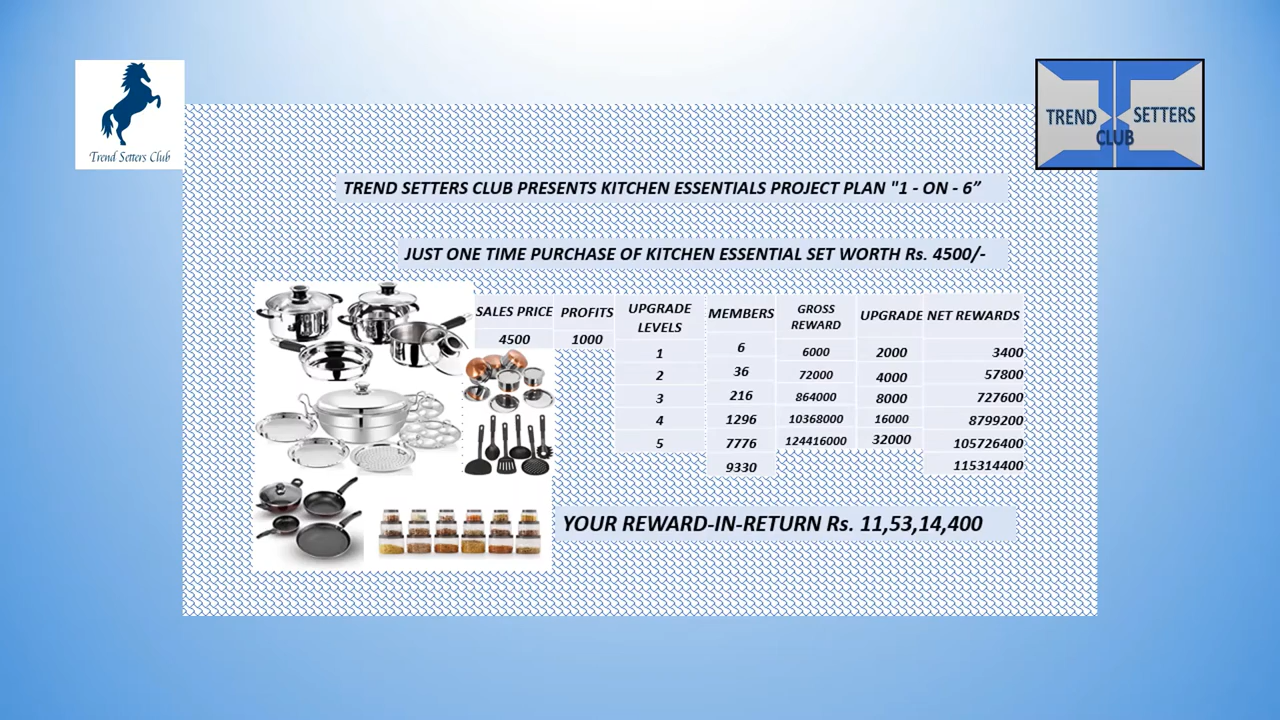 Trend Setters Club
TREND SETTERS
CLUB
TREND SETTERS CLUB PRESENTS KITCHEN ESSENTIALS PROJECT PLAN "1 - ON - 6”
JUST ONE TIME PURCHASE OF KITCHEN ESSENTIAL SET WORTH Rs. 4500/-
SALES PRICE PROFITS UPGRADE LEVELS MEMBERS GROSS REWARD UPGRADE NET REWARDS
4500 1000
1 6 6000 2000 3400
2 36 72000 4000 57800
3 216 864000 8000 727600
4 1296 10368000 16000 8799200
5 7776 124416000 32000 105726400
9330 115314400
YOUR REWARD-IN-RETURN Rs. 11,53,14,400